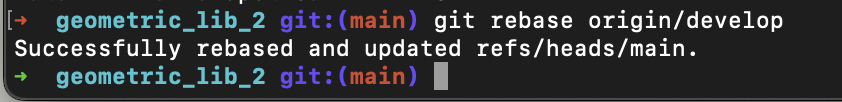 [➜ geometric_lib_2 git:(main) git rebase origin/develop
Successfully rebased and updated refs/heads/main.
➜ geometric_lib_2 git:(main)